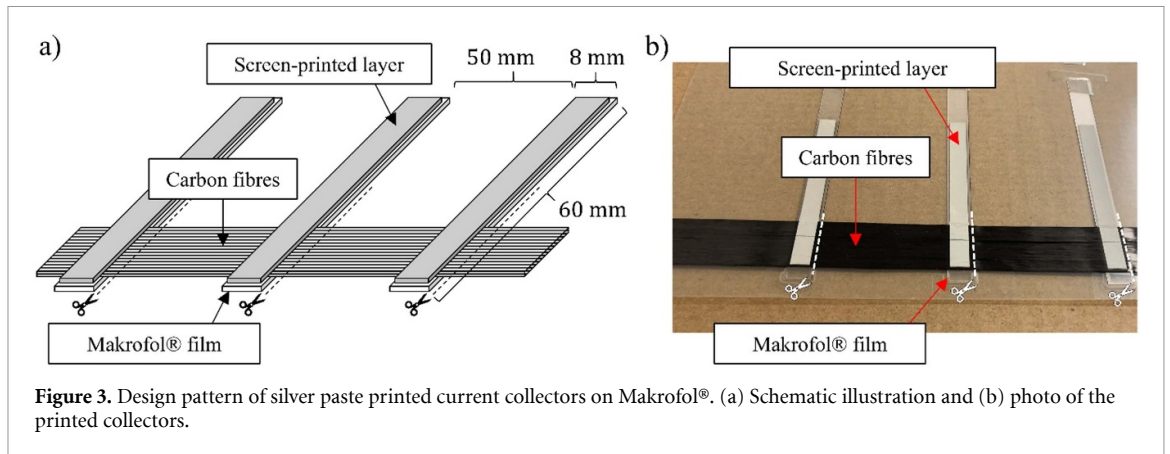 a)
Screen-printed layer
50 mm
8 mm
Carbon fibres
60 mm
Makrofol® film
b)
Screen-printed layer
Carbon fibres
Makrofol® film
Figure 3. Design pattern of silver paste printed current collectors on Makrofol®. (a) Schematic illustration and (b) photo of the
printed collectors.